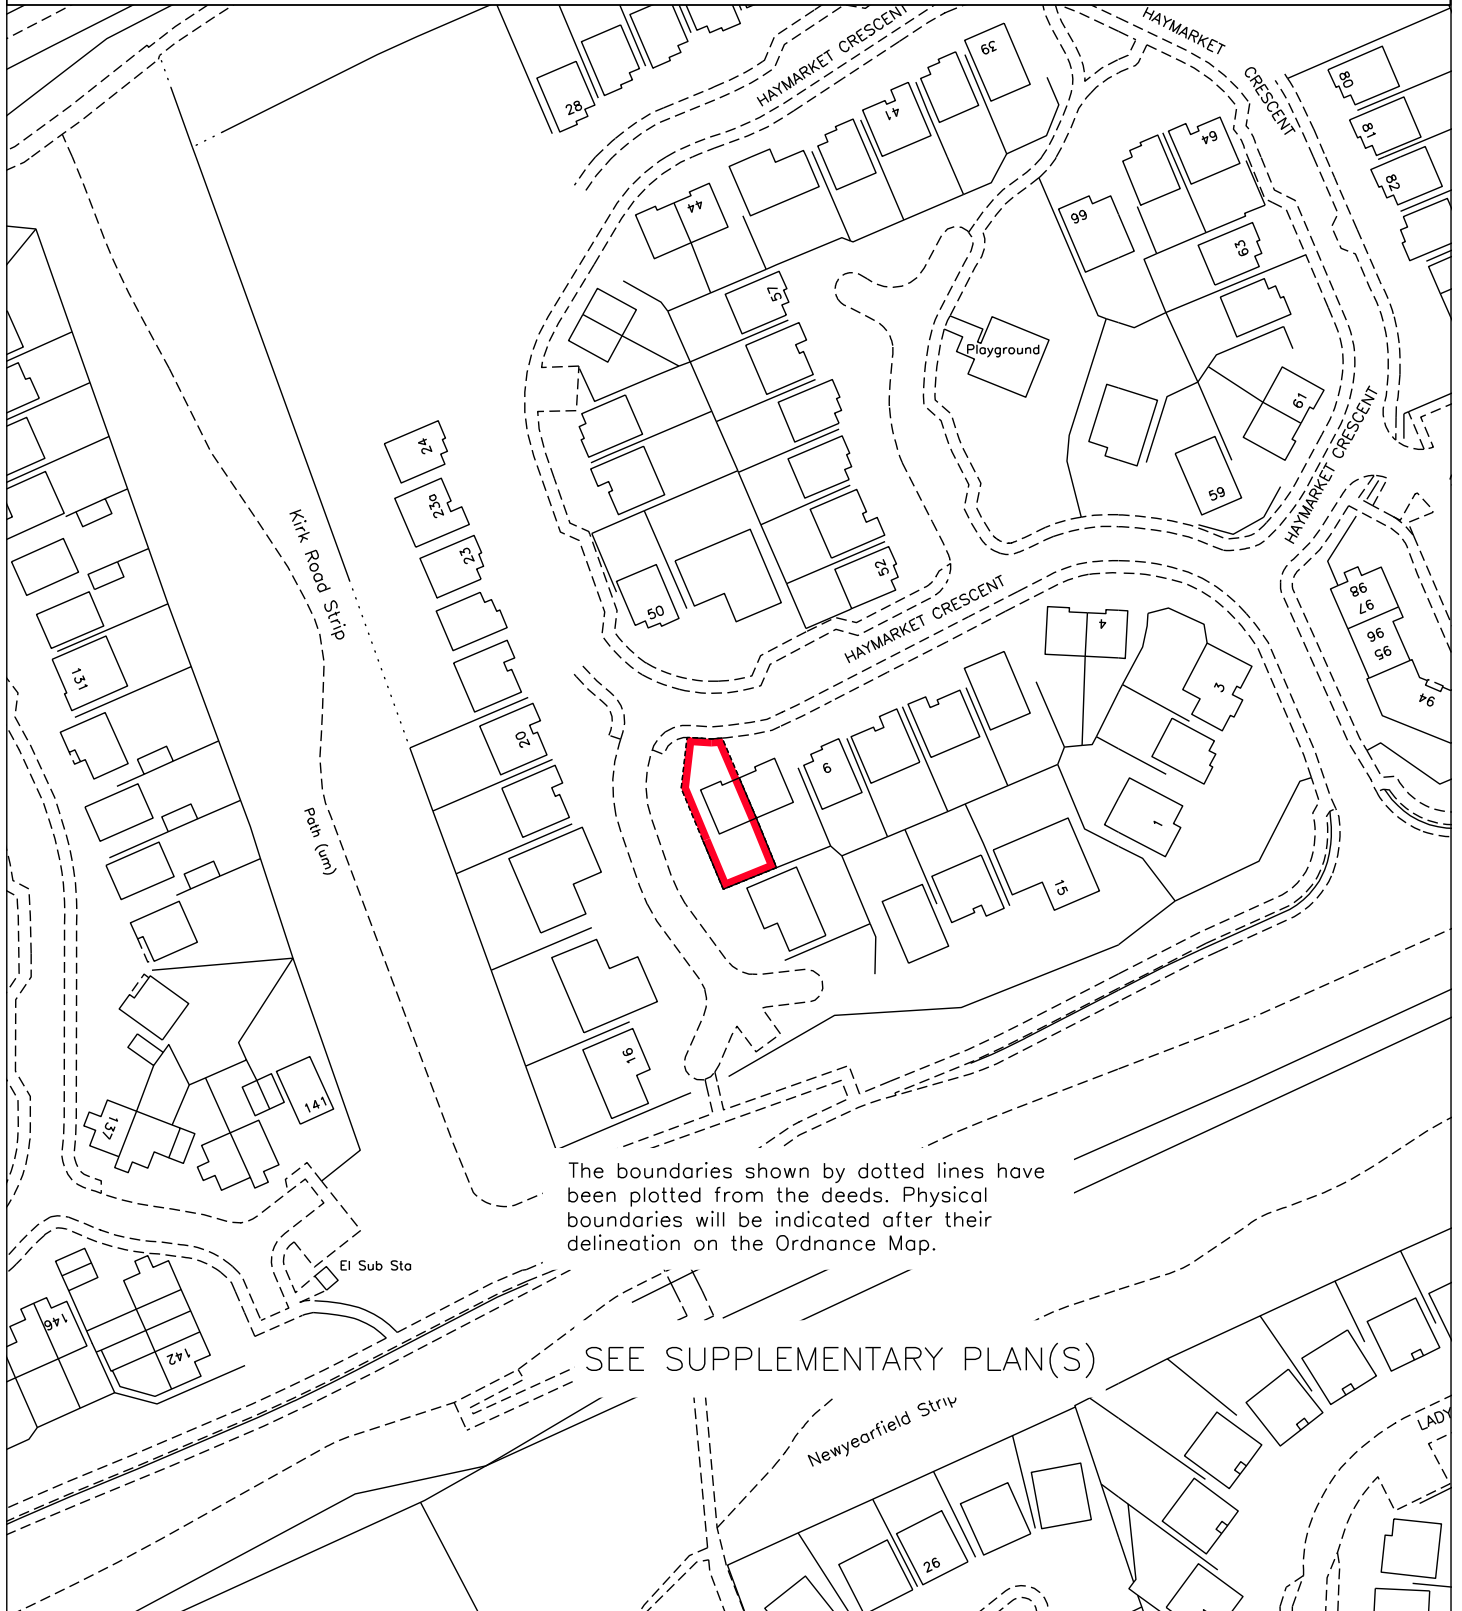 HAYMARKET CRESCENT
HAYMARKET
CRESCENT
39
28
41
80
81
82
64
66
63
44
57
Playground
61
59
24
23a
23
Kirk Road Strip
50
52
HAYMARKET CRESCENT
HAYMARKET CRESCENT
98
97
96
95
94
131
4
3
20
6
1
Path (um)
15
16
141
137
The boundaries shown by dotted lines have
been plotted from the deeds. Physical
boundaries will be indicated after their
delineation on the Ordnance Map.
El Sub Sta
146
142
SEE SUPPLEMENTARY PLAN(S)
Newyearfield Strip
LADY
26